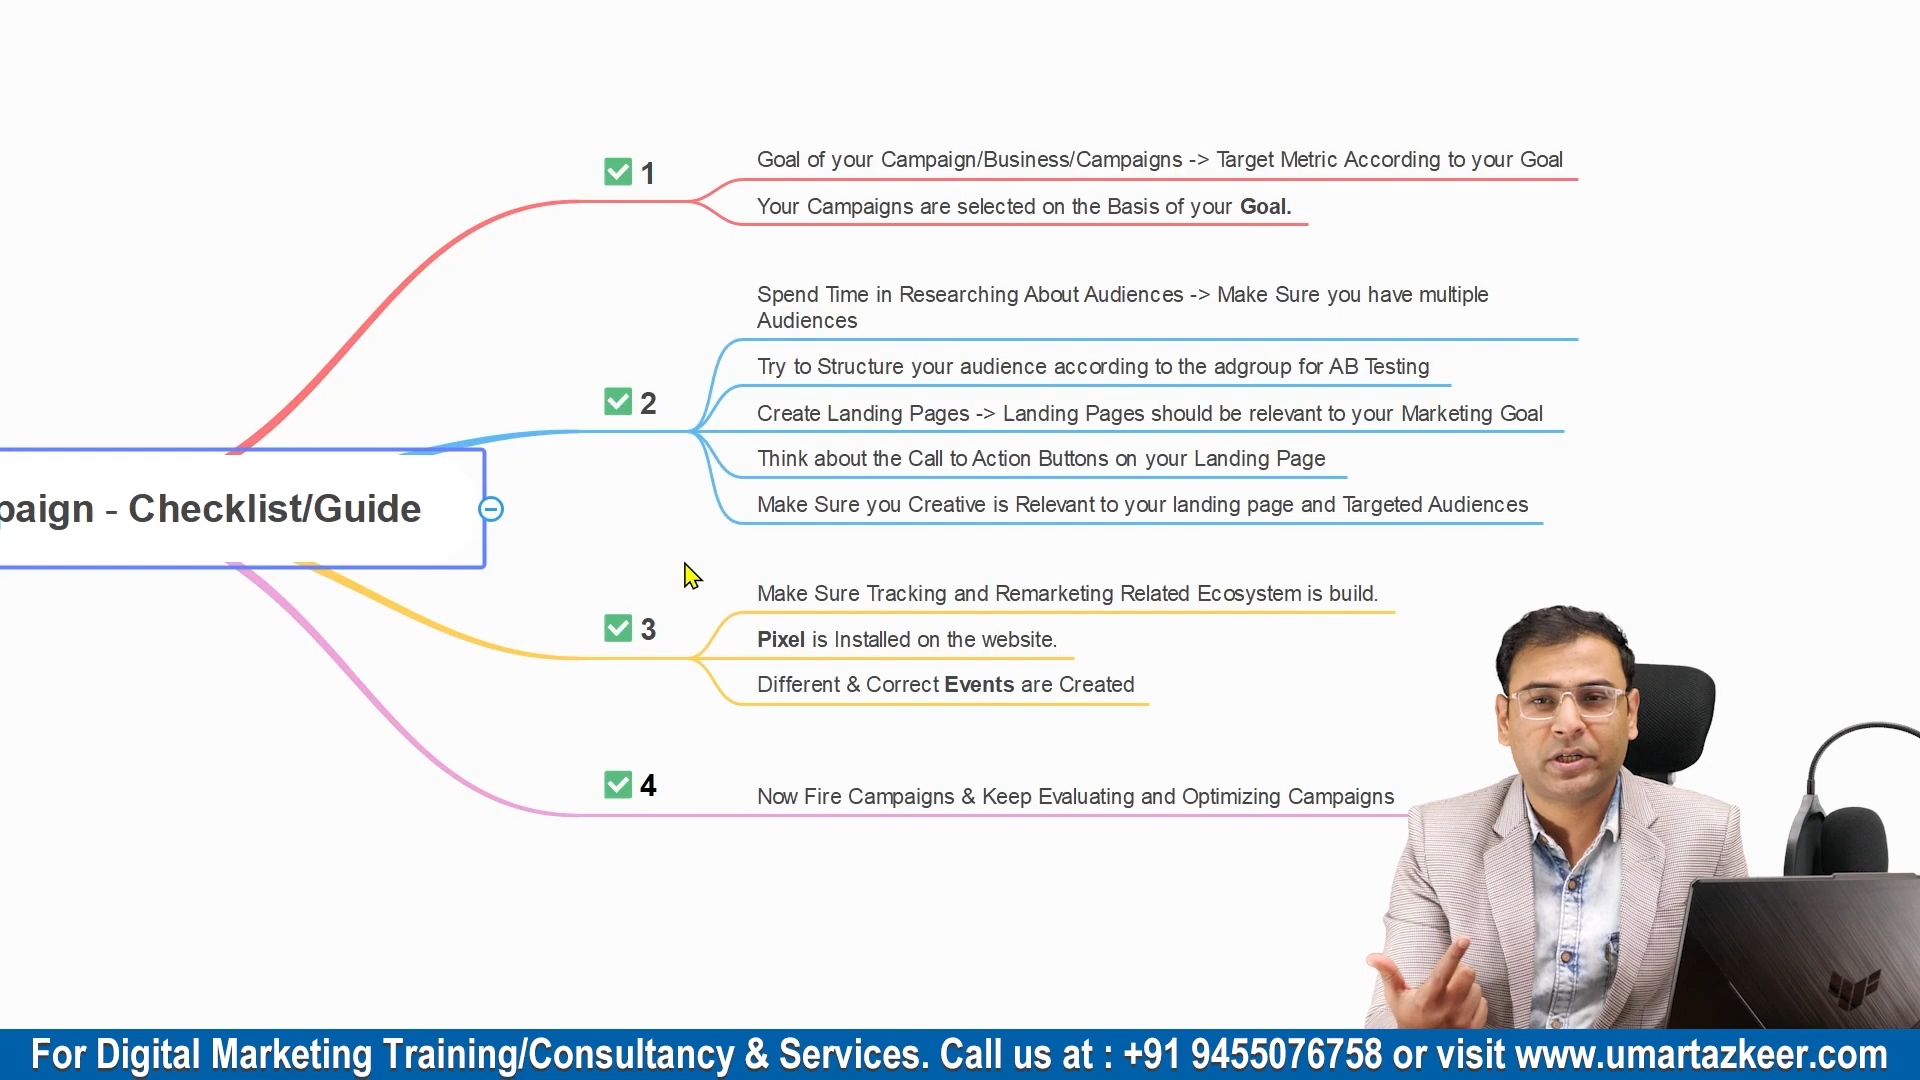 1
Goal of your Campaign/Business/Campaigns -> Target Metric According to your Goal
Your Campaigns are selected on the Basis of your Goal.
2
Spend Time in Researching About Audiences -> Make Sure you have multiple
Audiences
Try to Structure your audience according to the adgroup for AB Testing
Create Landing Pages -> Landing Pages should be relevant to your Marketing Goal
Think about the Call to Action Buttons on your Landing Page
Make Sure you Creative is Relevant to your landing page and Targeted Audiences
paign - Checklist/Guide
3
Make Sure Tracking and Remarketing Related Ecosystem is build.
Pixel is Installed on the website.
Different & Correct Events are Created
4
Now Fire Campaigns & Keep Evaluating and Optimizing Campaigns
For Digital Marketing Training/Consultancy & Services. Call us at : +91 9455076758 or visit www.umartazkeer.com